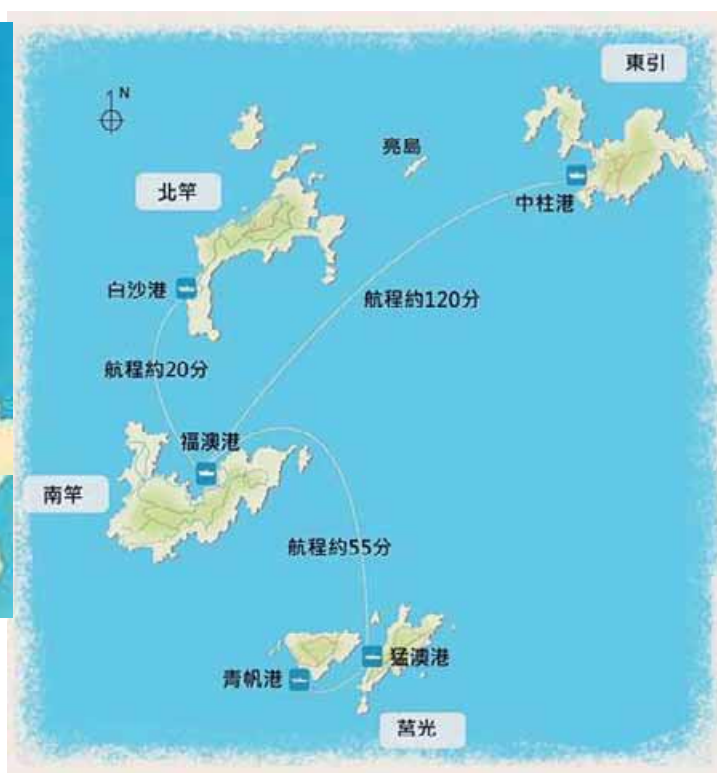 東引
N
亮島
北竿
中柱港
白沙港
航程約120分
航程約20分
福澳港
南竿
航程約55分
猛澳港
青帆港
莒光